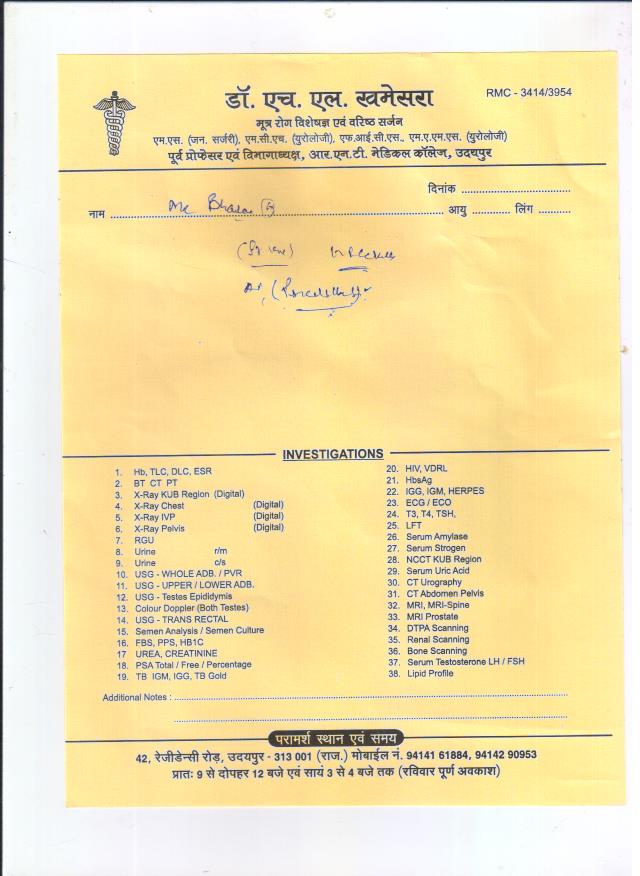 डॉ. एच. एल. खमेसरा
RMC - 3414/3954
मूत्र रोग विशेषज्ञ एवं वरिष्ठ सर्जन
एम.एस. (जन. सर्जरी), एम.सी.एच. (युरोलोजी), एफ.आई.सी.एस., म.ए.एम.एस. (युरोलोजी)
पूर्व प्रोफेसर एवं विभागाध्यक्ष, आर.एन.टी. मेडिकल कॉलेज, उदयपुर
दिनांक
नाम आयु लिंग
INVESTIGATIONS
1. Hb, TLC, DLC, ESR
2. BT CT PT
3. X-Ray KUB Region (Digital)
4. X-Ray Chest (Digital)
5. X-Ray IVP (Digital)
6. X-Ray Pelvis (Digital)
7. RGU
8. Urine r/m
9. Urine c/s
10. USG - WHOLE ADB. / PVR
11. USG - UPPER / LOWER ADB.
12. USG - Testes Epididymis
13. Colour Doppler (Both Testes)
14. USG - TRANS RECTAL
15. Semen Analysis / Semen Culture
16. FBS, PPS, HB1C
17 UREA, CREATININE
18. PSA Total / Free / Percentage
19. TB IGM, IGG, TB Gold
20. HIV, VDRL
21. HbsAg
22. IGG, IGM, HERPES
23. ECG / ECO
24. T3, T4, TSH,
25. LFT
26. Serum Amylase
27. Serum Strogen
28. NCCT KUB Region
29. Serum Uric Acid
30. CT Urography
31. CT Abdomen Pelvis
32. MRI, MRI-Spine
33. MRI Prostate
34. DTPA Scanning
35. Renal Scanning
36. Bone Scanning
37. Serum Testosterone LH / FSH
38. Lipid Profile
Additional Notes :
परामर्श स्थान एवं समय
42, रेजीडेन्सी रोड़, उदयपुर - 313 001 (राज.) मोबाईल नं. 94141 61884, 94142 90953
प्रातः 9 से दोपहर 12 बजे एवं सायं 3 से 4 बजे तक (रविवार पूर्ण अवकाश)